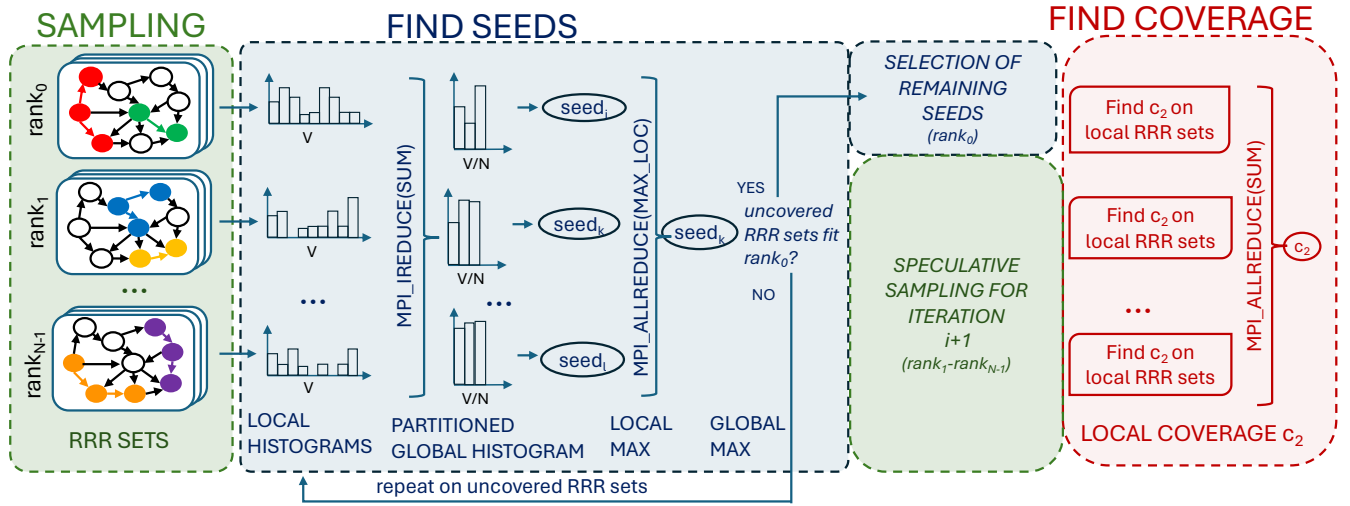 SAMPLING
FIND SEEDS
FIND COVERAGE
rank0
rank1
...
rankN-1
RRR SETS
V
V
...
V
LOCAL
HISTOGRAMS
MPI_IREDUCE(SUM)
V/N
V/N
...
V/N
PARTITIONED
GLOBAL HISTOGRAM
seedj
seedk
seedl
LOCAL
MAX
MPI_ALLREDUCE(MAX_LOC)
seedk
GLOBAL
MAX
YES
uncovered
RRR sets fit
rank0?
NO
repeat on uncovered RRR sets
SELECTION OF
REMAINING
SEEDS
(rank0)
SPECULATIVE
SAMPLING FOR
ITERATION
i+1
(rank1-rankN-1)
Find c2 on
local RRR sets
Find c2 on
local RRR sets
...
Find c2 on
local RRR sets
MPI_ALLREDUCE(SUM)
c2
LOCAL COVERAGE c2